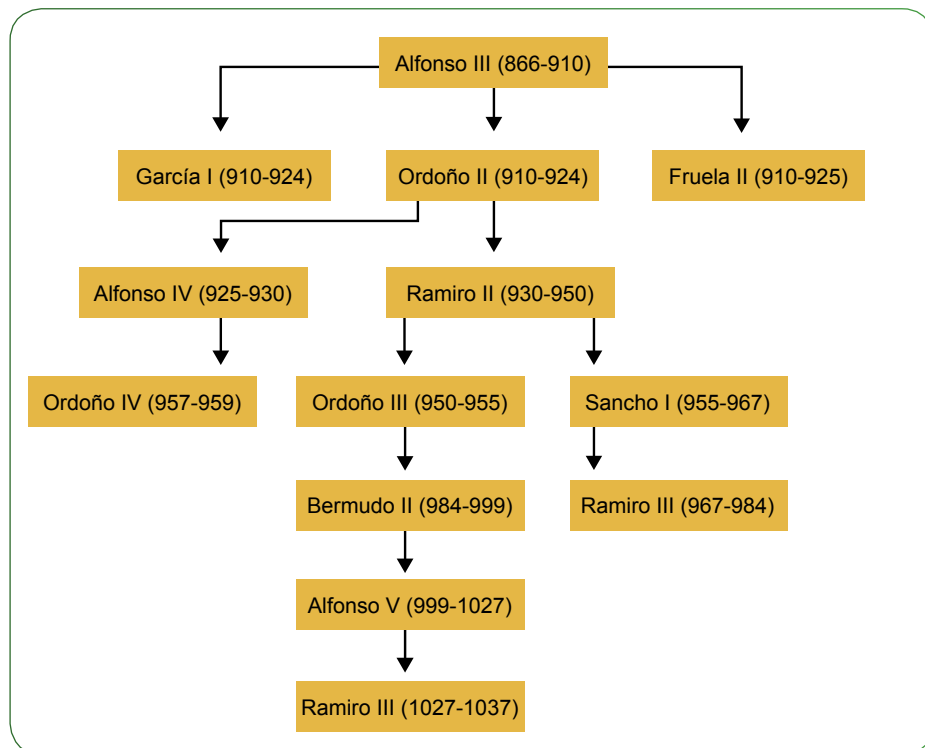 Alfonso III (866-910)
García I (910-924)
Ordoño II (910-924)
Fruela II (910-925)
Alfonso IV (925-930)
Ramiro II (930-950)
Ordoño IV (957-959)
Ordoño III (950-955)
Sancho I (955-967)
Bermudo II (984-999)
Ramiro III (967-984)
Alfonso V (999-1027)
Ramiro III (1027-1037)